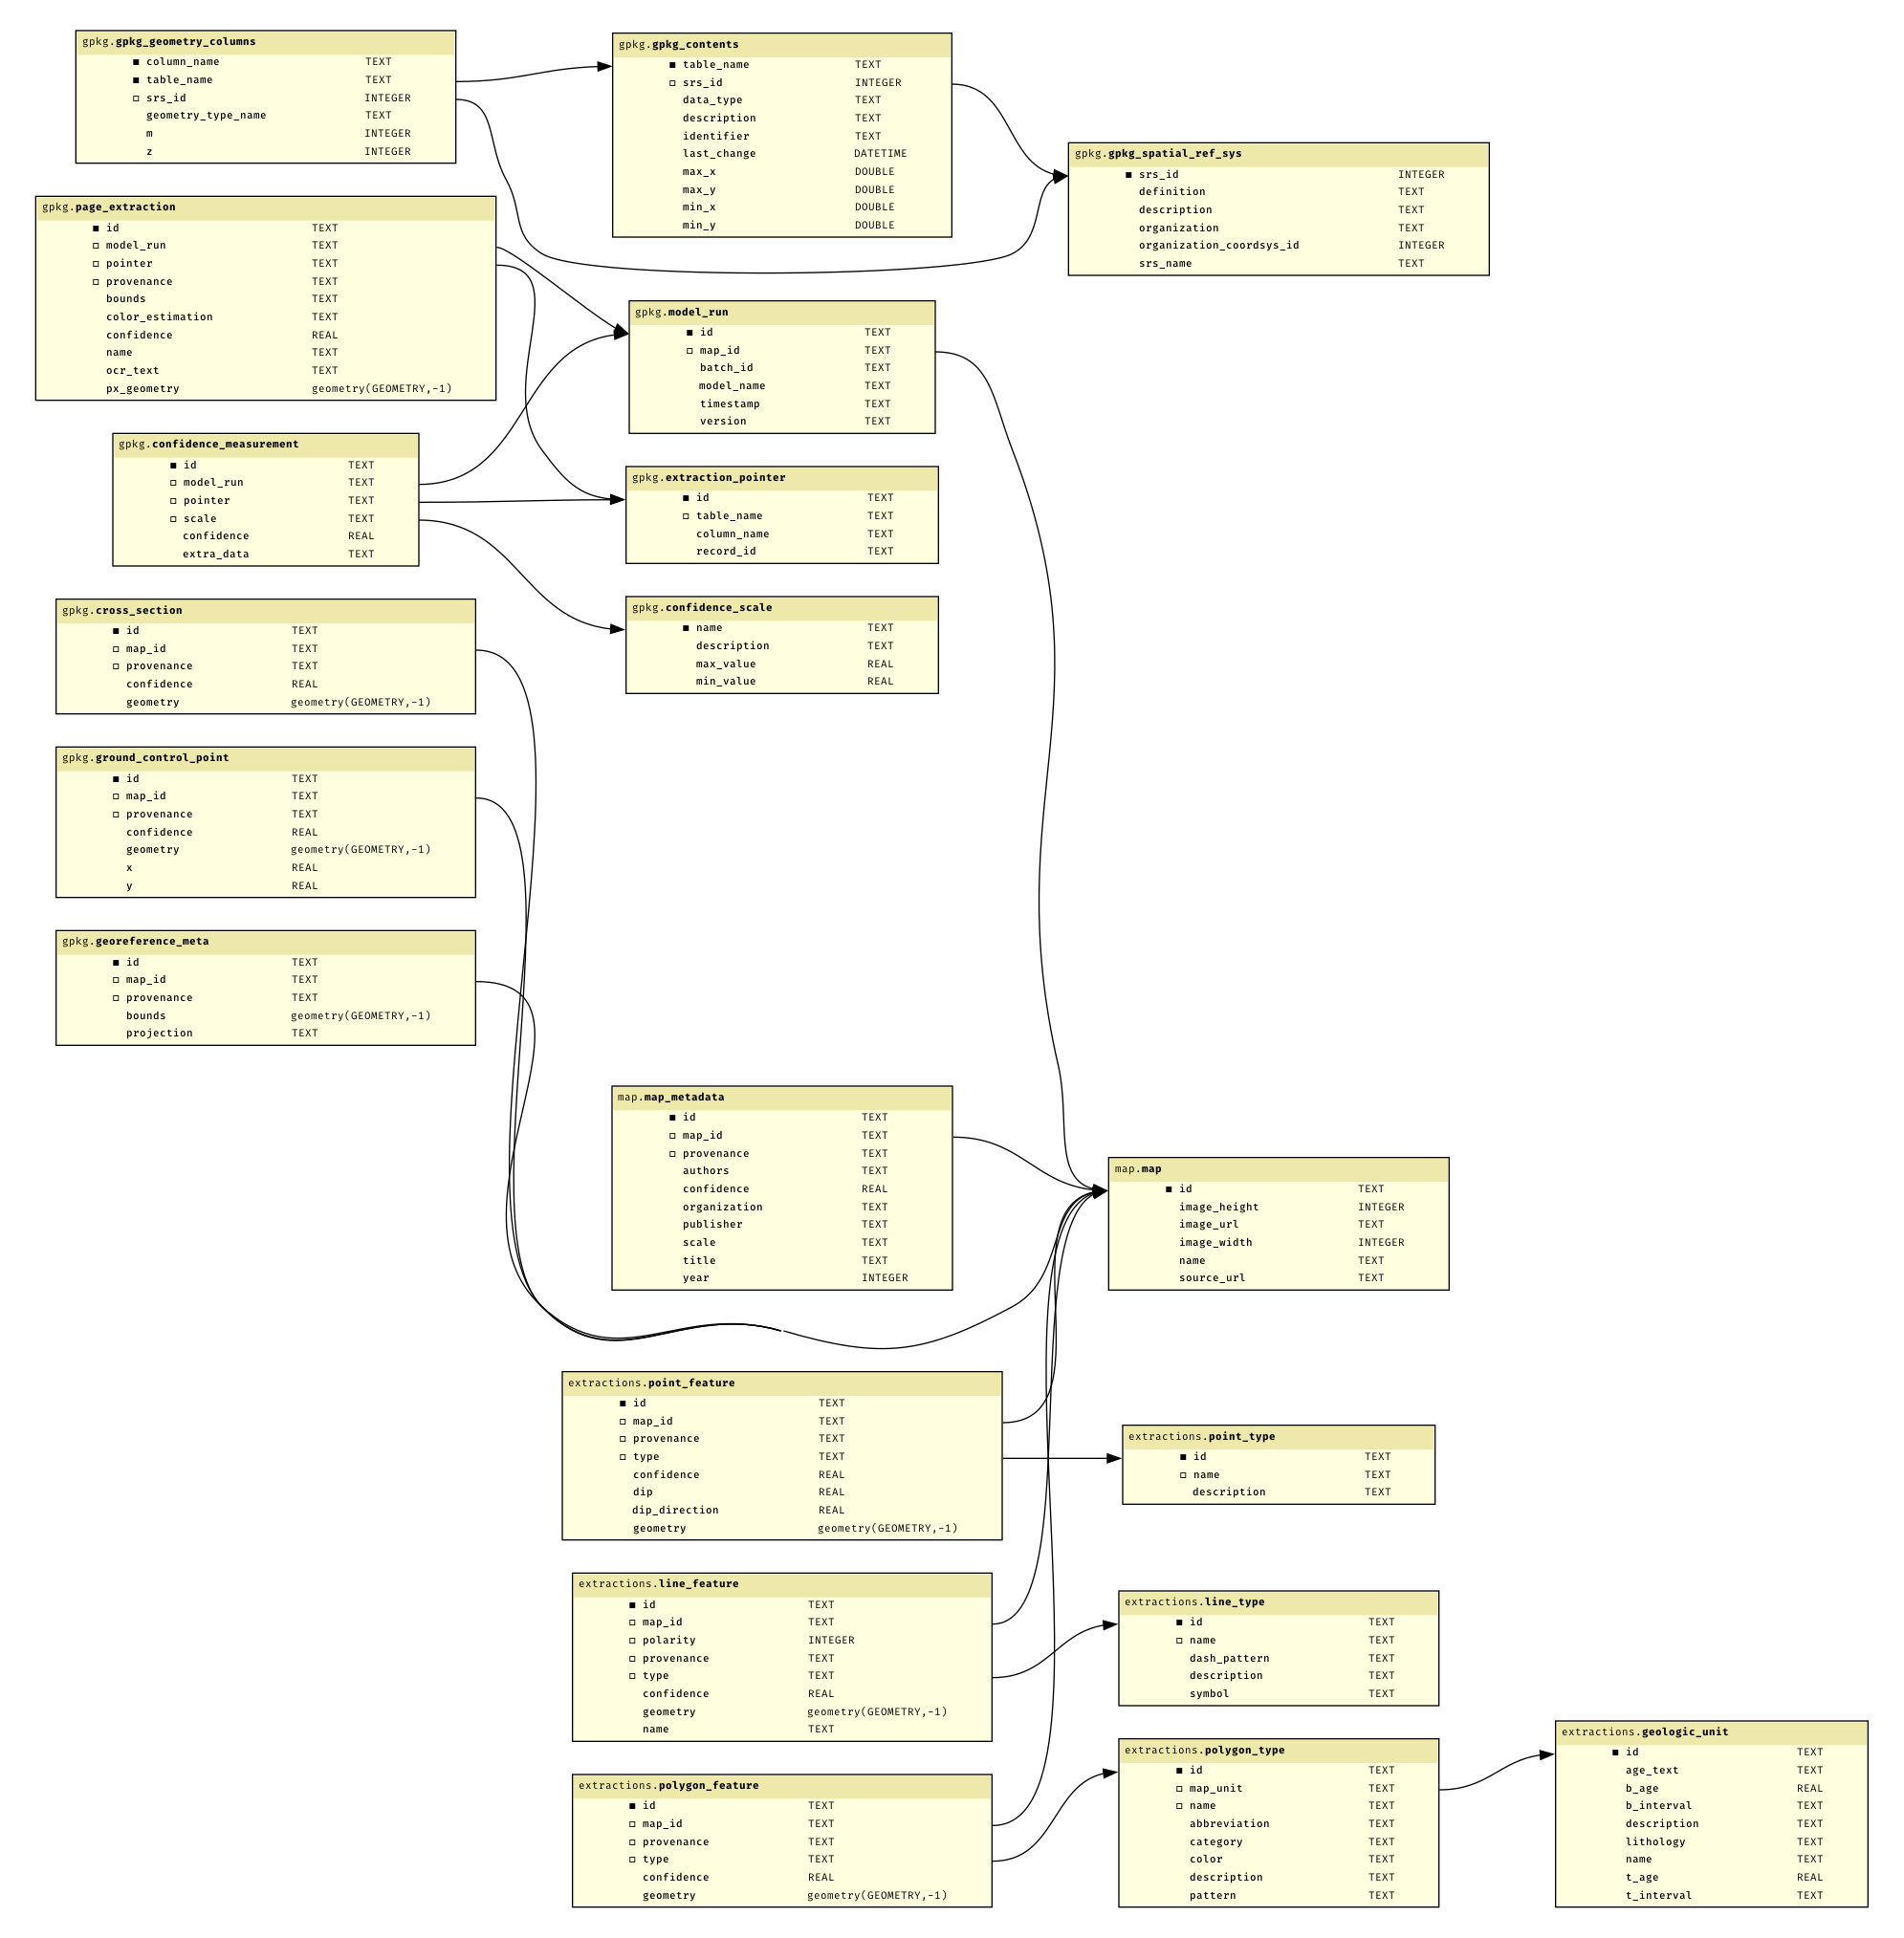 gpkg.gpkg_geometry_columns
column_name TEXT
table_name TEXT
srs_id INTEGER
geometry_type_name TEXT
m INTEGER
z INTEGER
gpkg.gpkg_contents
table_name TEXT
srs_id INTEGER
data_type TEXT
description TEXT
identifier TEXT
last_change DATETIME
max_x DOUBLE
max_y DOUBLE
min_x DOUBLE
min_y DOUBLE
gpkg.gpkg_spatial_ref_sys
srs_id INTEGER
definition TEXT
description TEXT
organization TEXT
organization_coordsys_id INTEGER
srs_name TEXT
gpkg.page_extraction
id TEXT
model_run TEXT
pointer TEXT
provenance TEXT
bounds TEXT
color_estimation TEXT
confidence REAL
name TEXT
ocr_text TEXT
px_geometry geometry(GEOMETRY,-1)
gpkg.model_run
id TEXT
map_id TEXT
batch_id TEXT
model_name TEXT
timestamp TEXT
version TEXT
gpkg.confidence_measurement
id TEXT
model_run TEXT
pointer TEXT
scale TEXT
confidence REAL
extra_data TEXT
gpkg.extraction_pointer
id TEXT
table_name TEXT
column_name TEXT
record_id TEXT
gpkg.cross_section
id TEXT
map_id TEXT
provenance TEXT
confidence REAL
geometry geometry(GEOMETRY,-1)
gpkg.confidence_scale
name TEXT
description TEXT
max_value REAL
min_value REAL
gpkg.ground_control_point
id TEXT
map_id TEXT
provenance TEXT
confidence REAL
geometry geometry(GEOMETRY,-1)
x REAL
y REAL
gpkg.georeference_meta
id TEXT
map_id TEXT
provenance TEXT
bounds geometry(GEOMETRY,-1)
projection TEXT
map.map_metadata
id TEXT
map_id TEXT
provenance TEXT
authors TEXT
confidence REAL
organization TEXT
publisher TEXT
scale TEXT
title TEXT
year INTEGER
map.map
id TEXT
image_height INTEGER
image_url TEXT
image_width INTEGER
name TEXT
source_url TEXT
extractions.point_feature
id TEXT
map_id TEXT
provenance TEXT
type TEXT
confidence REAL
dip REAL
dip_direction REAL
geometry geometry(GEOMETRY,-1)
extractions.point_type
id TEXT
name TEXT
description TEXT
extractions.line_feature
id TEXT
map_id TEXT
polarity INTEGER
provenance TEXT
type TEXT
confidence REAL
geometry geometry(GEOMETRY,-1)
name TEXT
extractions.line_type
id TEXT
name TEXT
dash_pattern TEXT
description TEXT
symbol TEXT
extractions.polygon_feature
id TEXT
map_id TEXT
provenance TEXT
type TEXT
confidence REAL
geometry geometry(GEOMETRY,-1)
extractions.polygon_type
id TEXT
map_unit TEXT
name TEXT
abbreviation TEXT
category TEXT
color TEXT
description TEXT
pattern TEXT
extractions.geologic_unit
id TEXT
age_text TEXT
b_age REAL
b_interval TEXT
description TEXT
lithology TEXT
name TEXT
t_age REAL
t_interval TEXT